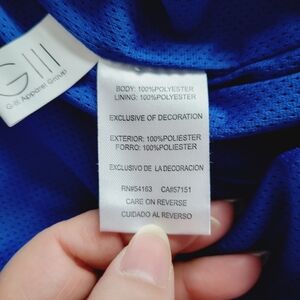 GIII
G-III Apparel Group
BODY: 100%POLYESTER
LINING: 100%POLYESTER
EXCLUSIVE OF DECORATION
EXTERIOR: 100%POLIESTER
FORRO: 100%POLIESTER
EXCLUSIVO DE LA DECORACION
RN#54163 CA#57151
CARE ON REVERSE
CUIDADO AL REVERSO